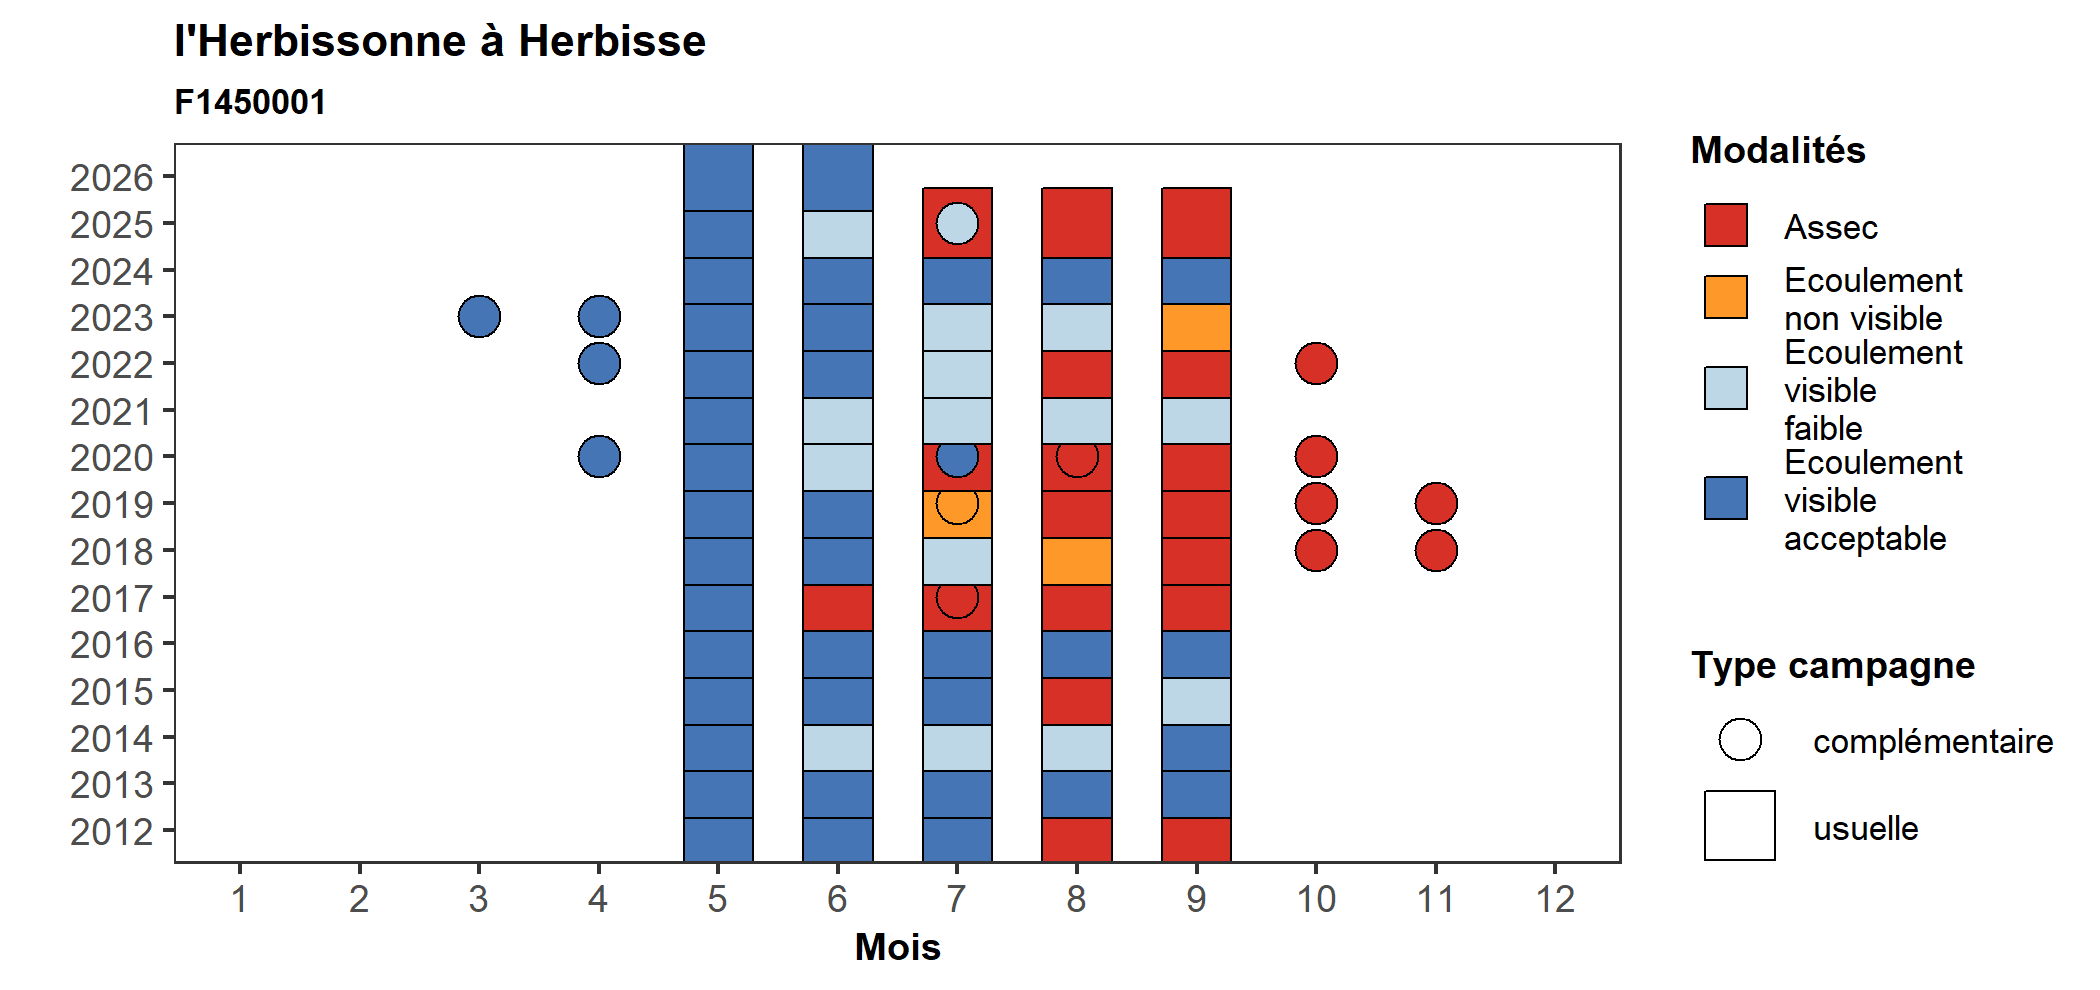 l'Herbissonne à Herbisse
F1450001
2026
2025
2024
2023
2022
2021
2020
2019
2018
2017
2016
2015
2014
2013
2012
1 2 3 4 5 6 7 8 9 10 11 12
Mois
Modalités
Assec
Ecoulement
non visible
Ecoulement
visible
faible
Ecoulement
visible
acceptable
Type campagne
complémentaire
usuelle